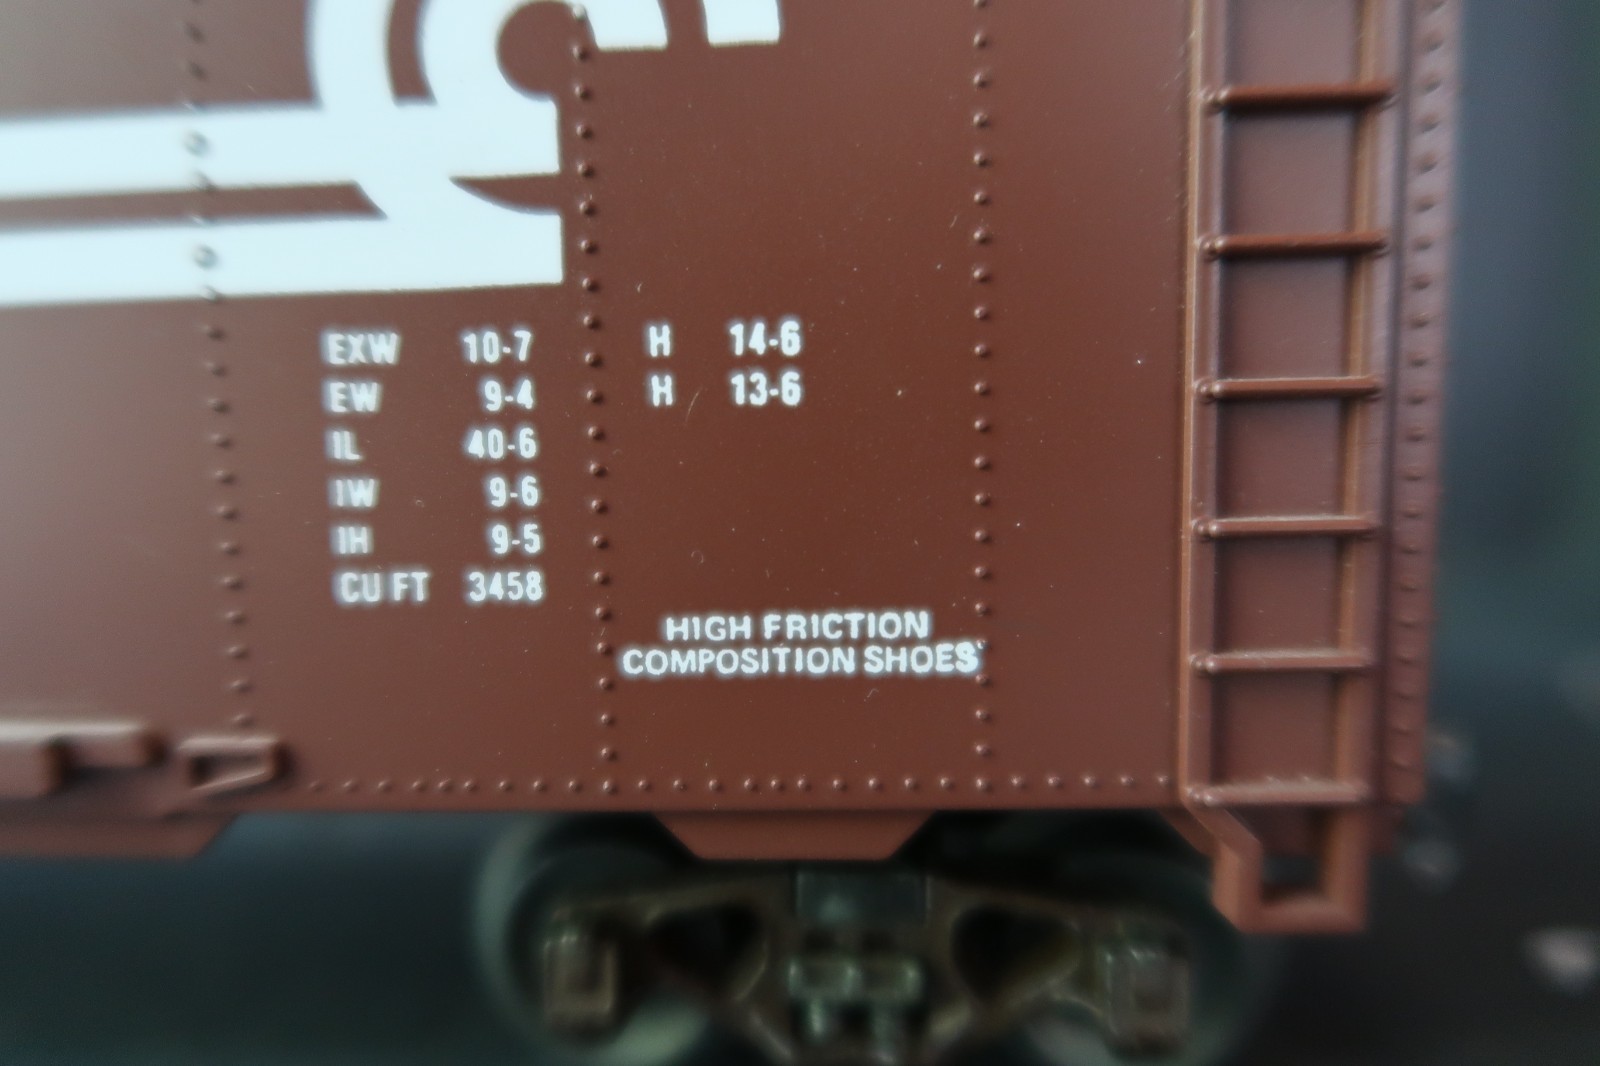 EXW 10-7 H 14-6
EW 9-4 H 13-6
IL 40-6
IW 9-6
IH 9-5
CU FT 3458
HIGH FRICTION
COMPOSITION SHOES